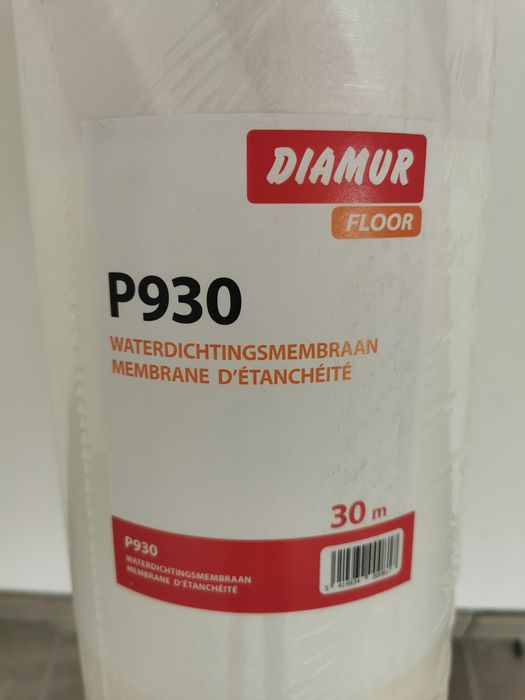 DIAMUR
FLOOR
P930
WATERDICHTINGSMEMBRAAN
MEMBRANE D'ÉTANCHÉITÉ
30 m
P930
WATERDICHTINGSMEMBRAAN
MEMBRANE D'ÉTANCHÉITÉ